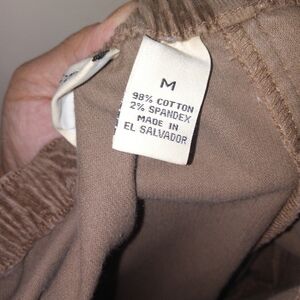 M
98% COTTON
2% SPANDEX
MADE IN
EL SALVADOR